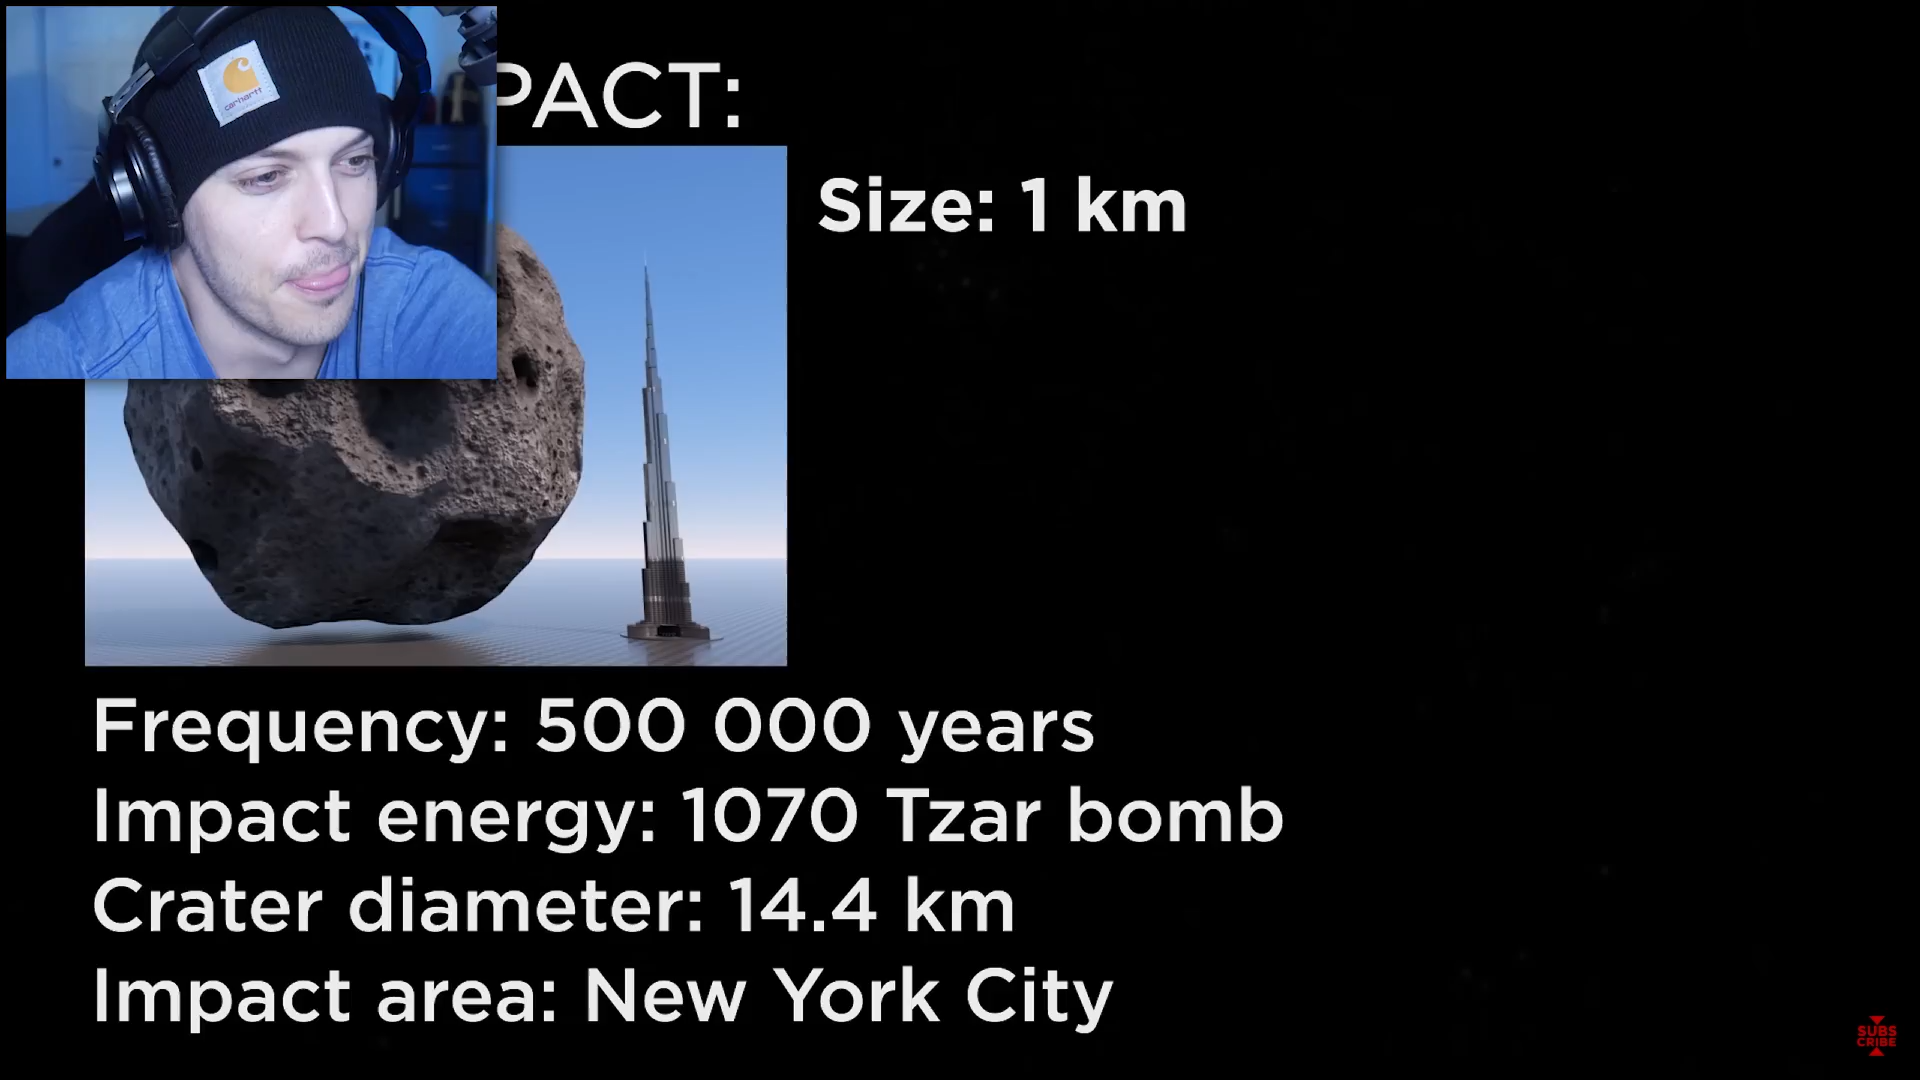 carhartt
PACT:
Size: 1 km
Frequency: 500 000 years
Impact energy: 1070 Tzar bomb
Crater diameter: 14.4 km
Impact area: New York City
SUBS
CRIBE